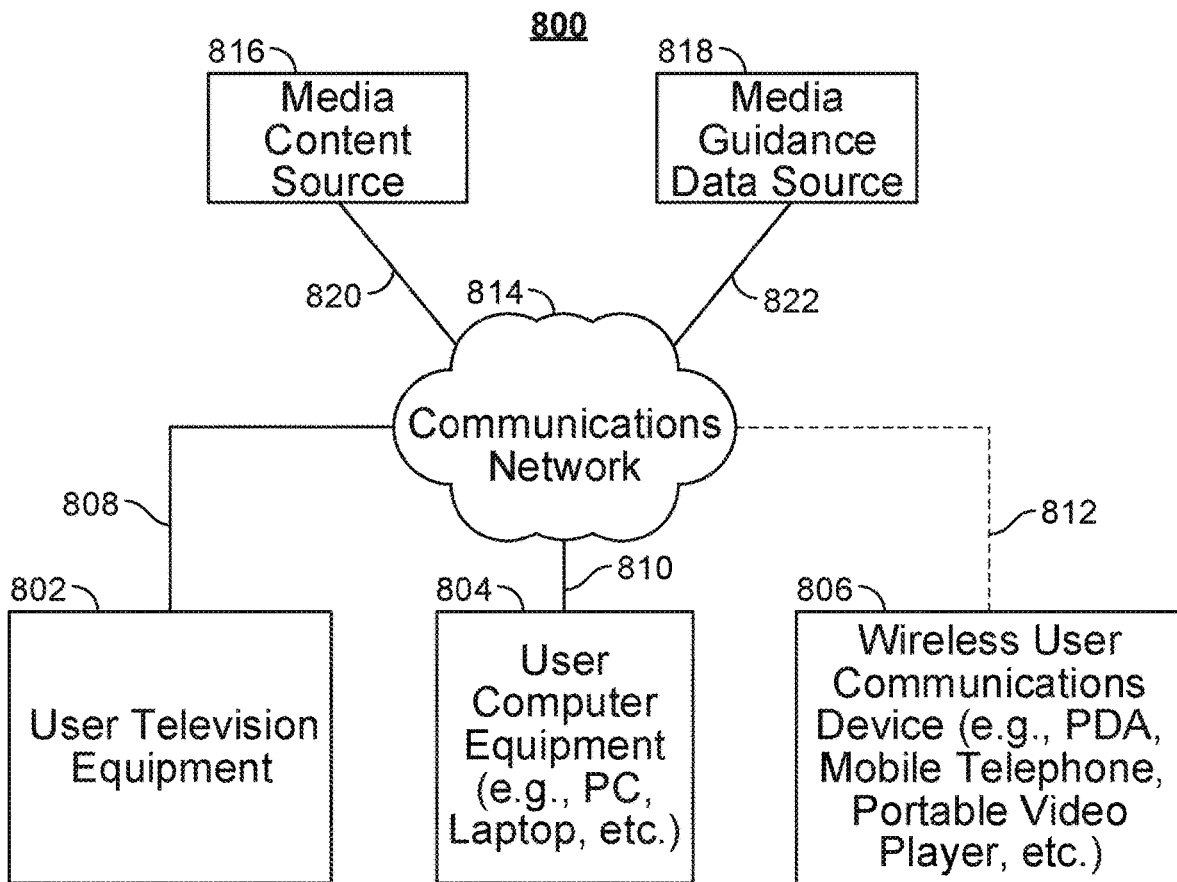 800
816
Media
Content
Source
818
Media
Guidance
Data Source
820
814
822
Communications
Network
808
810
812
802
User Television
Equipment
804
User
Computer
Equipment
(e.g., PC,
Laptop, etc.)
806
Wireless User
Communications
Device (e.g., PDA,
Mobile Telephone,
Portable Video
Player, etc.)